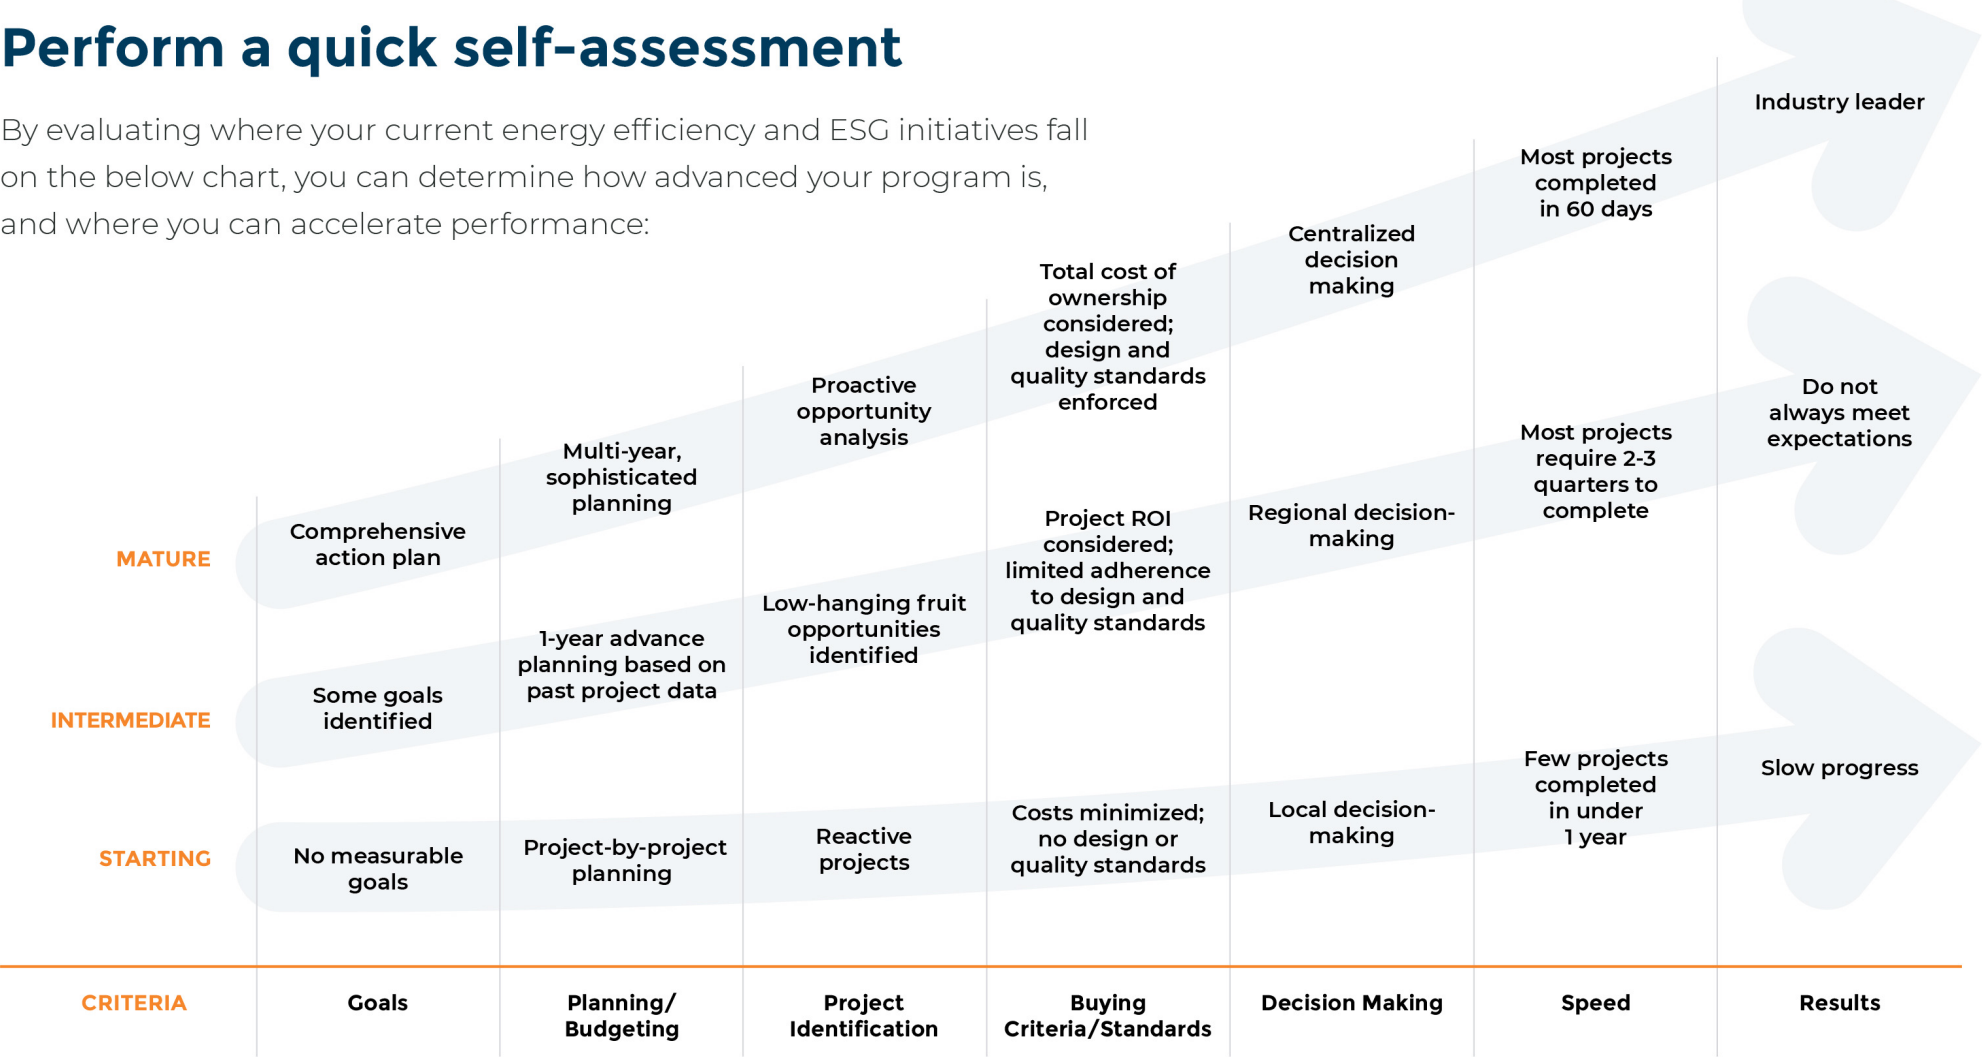 Perform a quick self-assessment
By evaluating where your current energy efficiency and ESG initiatives fall
on the below chart, you can determine how advanced your program is,
and where you can accelerate performance:
MATURE
Comprehensive
action plan
Multi-year,
sophisticated
planning
Proactive
opportunity
analysis
Total cost of
ownership
considered;
design and
quality standards
enforced
Centralized
decision
making
Most projects
completed
in 60 days
Industry leader
INTERMEDIATE
Some goals
identified
1-year advance
planning based on
past project data
Low-hanging fruit
opportunities
identified
Project ROI
considered;
limited adherence
to design and
quality standards
Regional decision-
making
Most projects
require 2-3
quarters to
complete
Do not
always meet
expectations
STARTING
No measurable
goals
Project-by-project
planning
Reactive
projects
Costs minimized;
no design or
quality standards
Local decision-
making
Few projects
completed
in under
1 year
Slow progress
CRITERIA
Goals
Planning/
Budgeting
Project
Identification
Buying
Criteria/Standards
Decision Making
Speed
Results